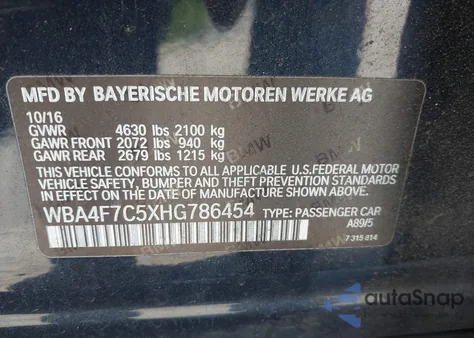 MFD BY BAYERISCHE MOTOREN WERKE AG
10/16
GVWR 4630 lbs 2100 kg
GAWR FRONT 2072 lbs 940 kg
GAWR REAR 2679 lbs 1215 kg
THIS VEHICLE CONFORMS TO ALL APPLICABLE U.S.FEDERAL MOTOR
VEHICLE SAFETY, BUMPER, AND THEFT PREVENTION STANDARDS
IN EFFECT ON THE DATE OF MANUFACTURE SHOWN ABOVE.
WBA4F7C5XHG786454 TYPE: PASSENGER CAR
A89/5
7 315 814
autoSnap